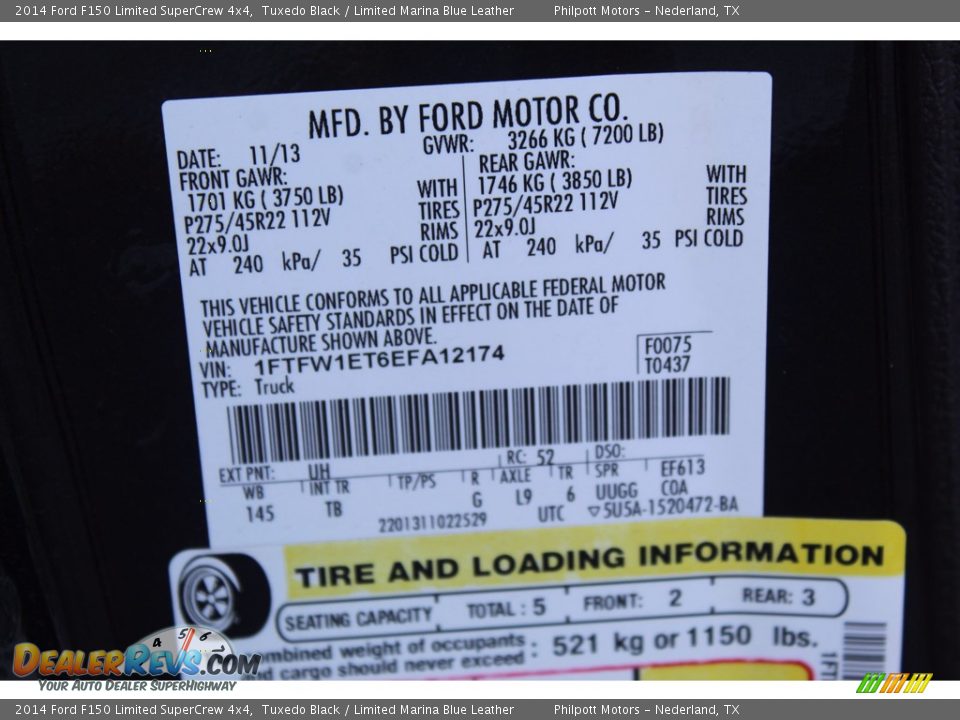 2014 Ford F150 Limited SuperCrew 4x4,  Tuxedo Black / Limited Marina Blue Leather    Philpott Motors – Nederland, TX
MFD. BY FORD MOTOR CO.
DATE: 11/13 GVWR: 3266 KG ( 7200 LB)
FRONT GAWR: REAR GAWR:
1701 KG ( 3750 LB) WITH 1746 KG ( 3850 LB) WITH
P275/45R22 112V TIRES P275/45R22 112V TIRES
22x9.0J RIMS 22x9.0J RIMS
AT 240 kPa/ 35 PSI COLD AT 240 kPa/ 35 PSI COLD
THIS VEHICLE CONFORMS TO ALL APPLICABLE FEDERAL MOTOR
VEHICLE SAFETY STANDARDS IN EFFECT ON THE DATE OF
MANUFACTURE SHOWN ABOVE.
VIN: 1FTFW1ET6EFA12174 F0075
TYPE: Truck T0437
EXT PNT: UH RC: 52 DSO:
WB INT TR TP/PS R AXLE TR SPR EF613
145 TB G L9 6 UUGG COA
2201311022529 UTC ▽5U5A-1520472-BA
TIRE AND LOADING INFORMATION
SEATING CAPACITY TOTAL : 5 FRONT: 2 REAR: 3
mbined weight of occupants : 521 kg or 1150 lbs.
nd cargo should never exceed
1FT
4 5 6
DEALERREVS.COM
YOUR AUTO DEALER SUPERHIGHWAY
2014 Ford F150 Limited SuperCrew 4x4,  Tuxedo Black / Limited Marina Blue Leather    Philpott Motors – Nederland, TX